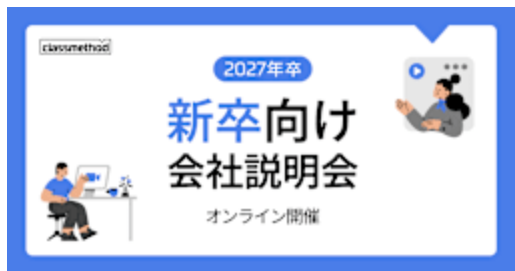 classmethod
2027年卒
新卒向け
会社説明会
オンライン開催